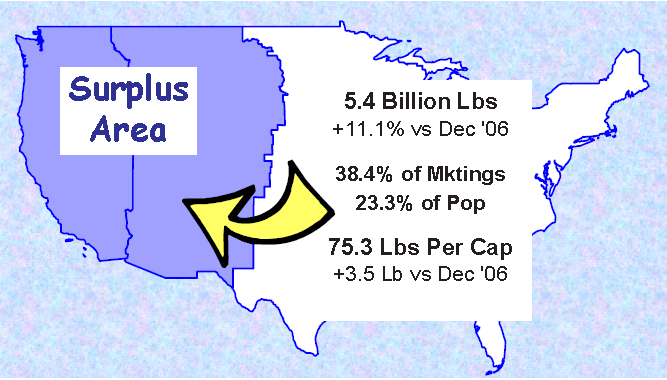 Surplus
Area
5.4 Billion Lbs
+11.1% vs Dec '06
38.4% of Mktings
23.3% of Pop
75.3 Lbs Per Cap
+3.5 Lb vs Dec '06